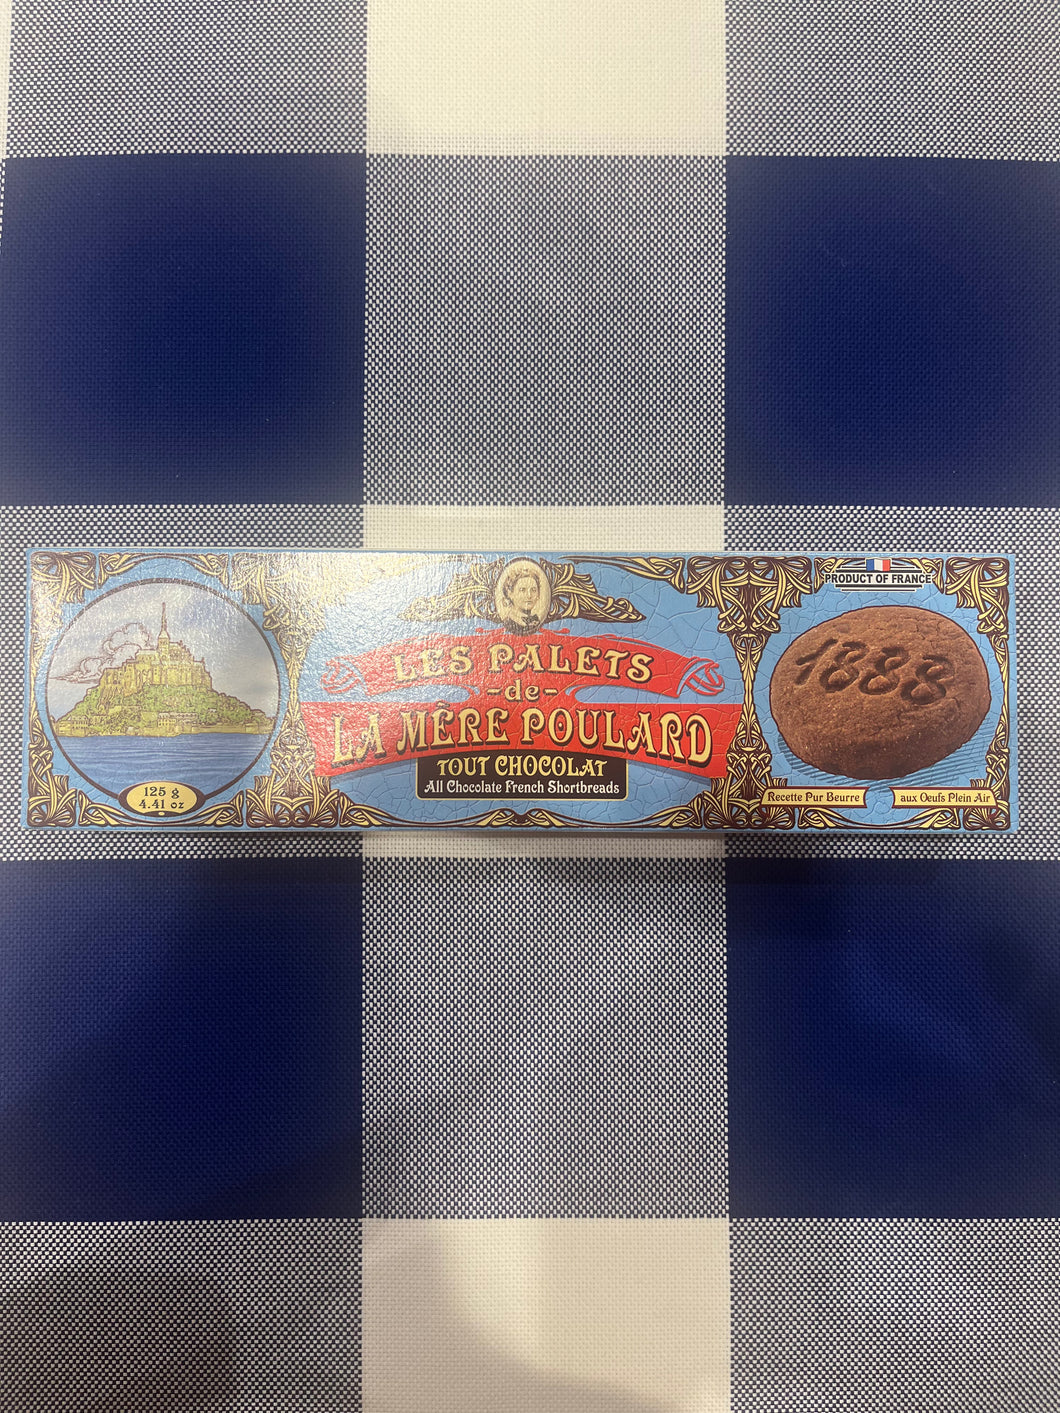 PRODUCT OF FRANCE
LES PALETS
-de-
LA MÈRE POULARD
TOUT CHOCOLAT
All Chocolate French Shortbreads
125 g
4.41 oz
1888
Recette Pur Beurre aux Oeufs Plein Air